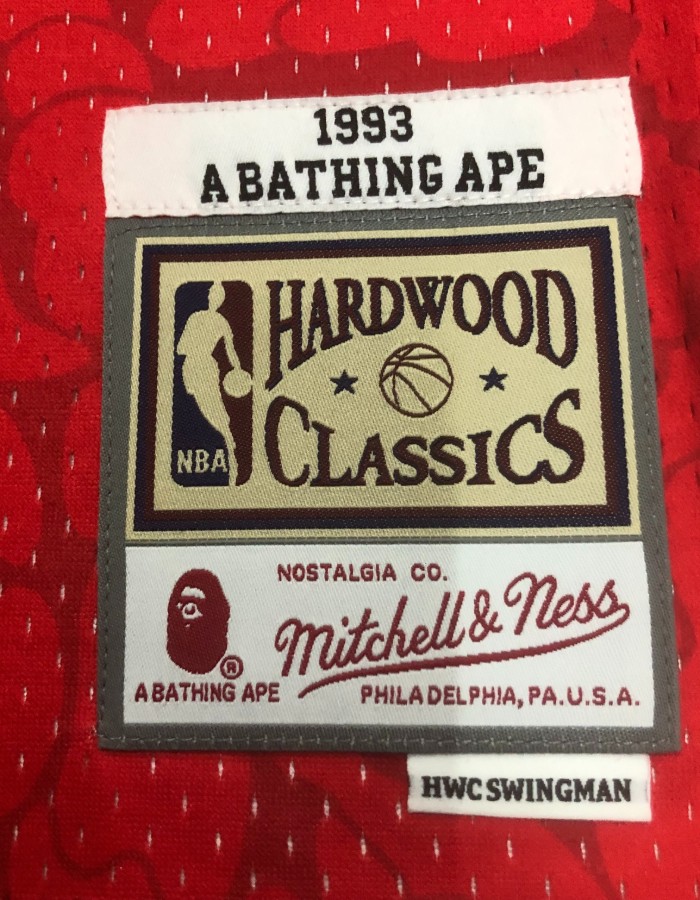 1993
A BATHING APE
HARDWOOD
CLASSICS
NBA
NOSTALGIA CO.
Mitchell & Ness
®
A BATHING APE
PHILADELPHIA, PA.U.S.A.
HWC SWINGMAN